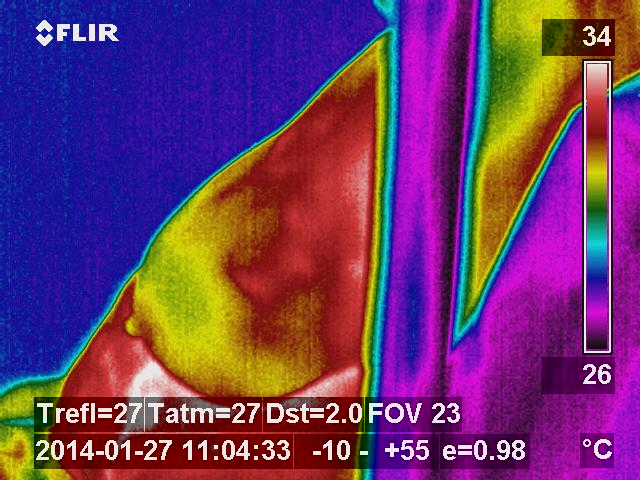 FLIR
34
26
Trefl=27 Tatm=27 Dst=2.0 FOV 23
2014-01-27 11:04:33 -10 - +55 e=0.98 °C